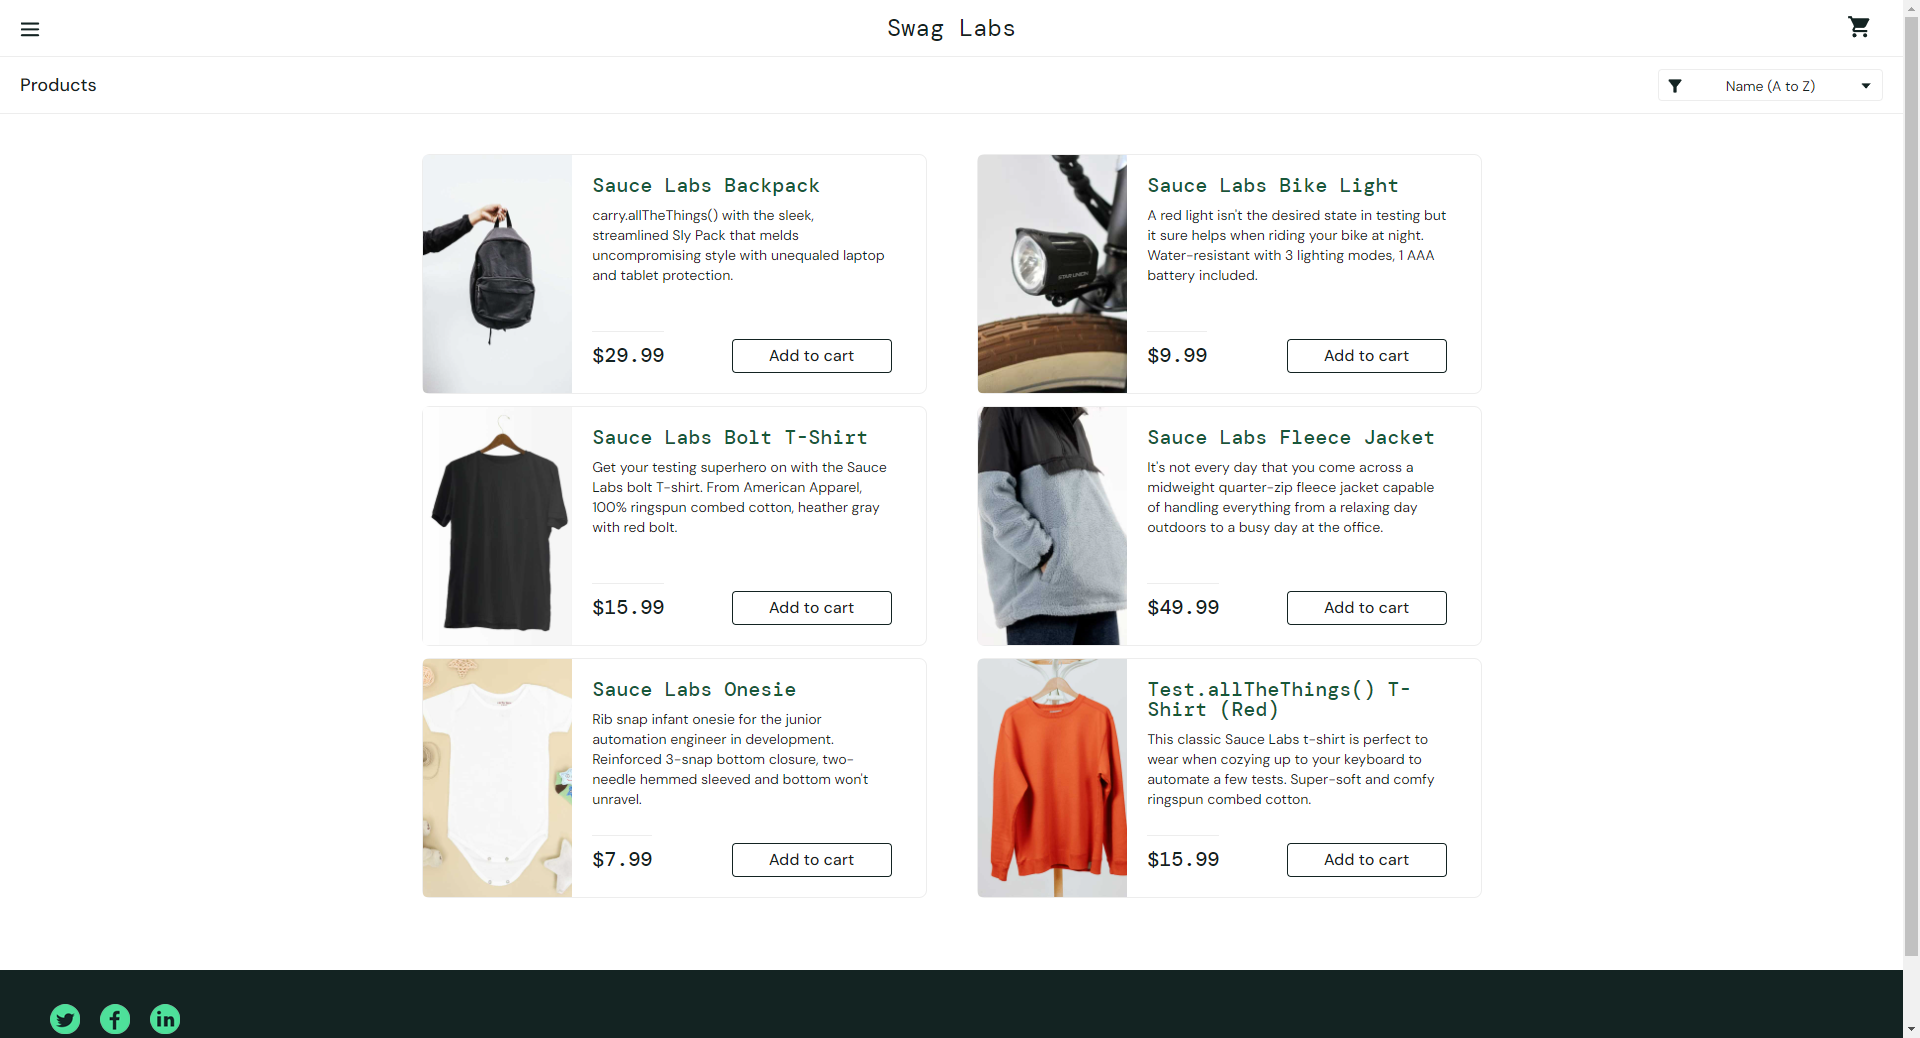 Swag Labs
Products
Name (A to Z)
Sauce Labs Backpack
carry.allTheThings() with the sleek,
streamlined Sly Pack that melds
uncompromising style with unequaled laptop
and tablet protection.
$29.99
Add to cart
Sauce Labs Bike Light
A red light isn't the desired state in testing but
it sure helps when riding your bike at night.
Water-resistant with 3 lighting modes, 1 AAA
battery included.
$9.99
Add to cart
STAR UNION
Sauce Labs Bolt T-Shirt
Get your testing superhero on with the Sauce
Labs bolt T-shirt. From American Apparel,
100% ringspun combed cotton, heather gray
with red bolt.
$15.99
Add to cart
Sauce Labs Fleece Jacket
It's not every day that you come across a
midweight quarter-zip fleece jacket capable
of handling everything from a relaxing day
outdoors to a busy day at the office.
$49.99
Add to cart
Sauce Labs Onesie
Rib snap infant onesie for the junior
automation engineer in development.
Reinforced 3-snap bottom closure, two-
needle hemmed sleeved and bottom won't
unravel.
$7.99
Add to cart
Test.allTheThings() T-
Shirt (Red)
This classic Sauce Labs t-shirt is perfect to
wear when cozying up to your keyboard to
automate a few tests. Super-soft and comfy
ringspun combed cotton.
$15.99
Add to cart